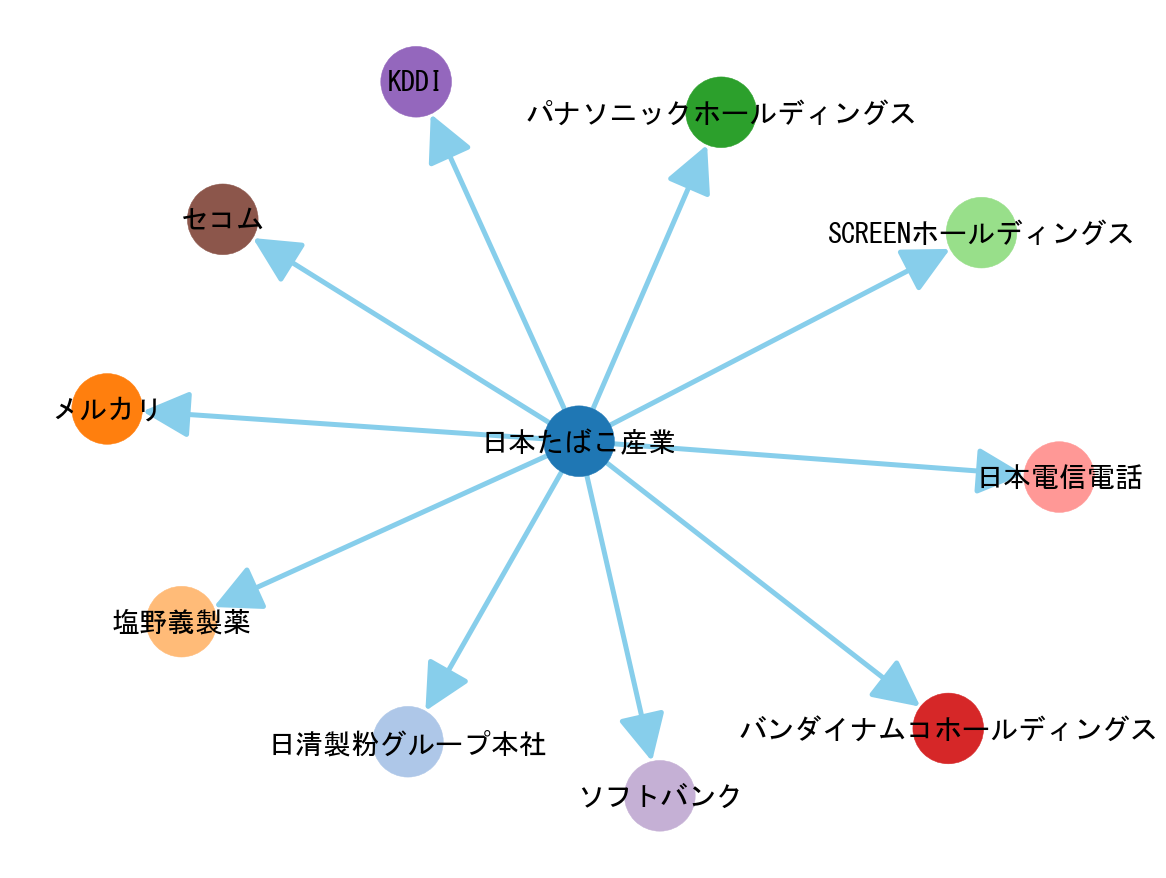 KDDI
パナソニックホールディングス
セコム
SCREENホールディングス
メルカリ
日本たばこ産業
日本電信電話
塩野義製薬
バンダイナムコホールディングス
日清製粉グループ本社
ソフトバンク